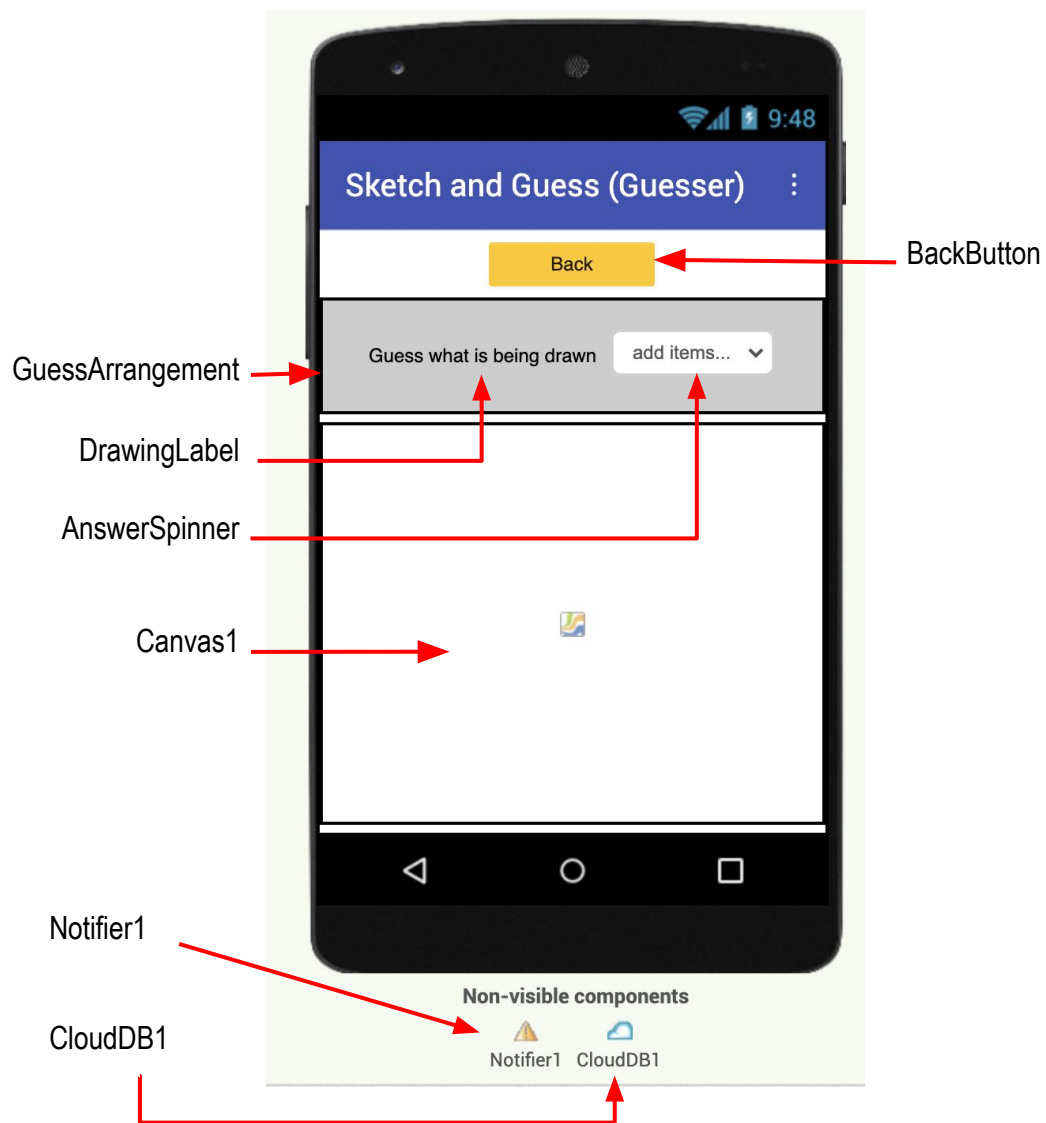 9:48
Sketch and Guess (Guesser)
Back
BackButton
Guess what is being drawn
add items...
GuessArrangement
DrawingLabel
AnswerSpinner
Canvas1
Notifier1
Non-visible components
CloudDB1
Notifier1 CloudDB1